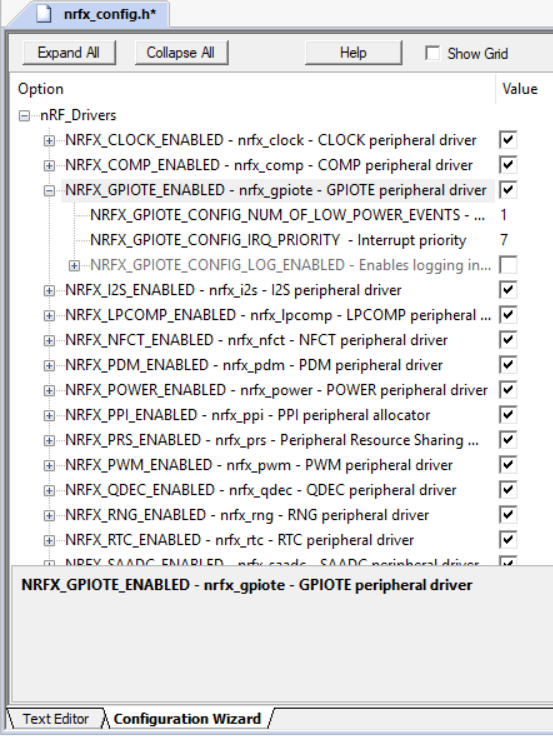 nrfx_config.h*
Expand All Collapse All Help Show Grid
Option Value
nRF_Drivers
NRFX_CLOCK_ENABLED - nrfx_clock - CLOCK peripheral driver
NRFX_COMP_ENABLED - nrfx_comp - COMP peripheral driver
NRFX_GPIOTE_ENABLED - nrfx_gpiote - GPIOTE peripheral driver
NRFX_GPIOTE_CONFIG_NUM_OF_LOW_POWER_EVENTS - ... 1
NRFX_GPIOTE_CONFIG_IRQ_PRIORITY - Interrupt priority 7
NRFX_GPIOTE_CONFIG_LOG_ENABLED - Enables logging in...
NRFX_I2S_ENABLED - nrfx_i2s - I2S peripheral driver
NRFX_LPCOMP_ENABLED - nrfx_lpcomp - LPCOMP peripheral ...
NRFX_NFCT_ENABLED - nrfx_nfct - NFCT peripheral driver
NRFX_PDM_ENABLED - nrfx_pdm - PDM peripheral driver
NRFX_POWER_ENABLED - nrfx_power - POWER peripheral driver
NRFX_PPI_ENABLED - nrfx_ppi - PPI peripheral allocator
NRFX_PRS_ENABLED - nrfx_prs - Peripheral Resource Sharing ...
NRFX_PWM_ENABLED - nrfx_pwm - PWM peripheral driver
NRFX_QDEC_ENABLED - nrfx_qdec - QDEC peripheral driver
NRFX_RNG_ENABLED - nrfx_rng - RNG peripheral driver
NRFX_RTC_ENABLED - nrfx_rtc - RTC peripheral driver
NRFX_SAADC_ENABLED - nrfx_saadc - SAADC peripheral driver
NRFX_GPIOTE_ENABLED - nrfx_gpiote - GPIOTE peripheral driver
Text Editor Configuration Wizard